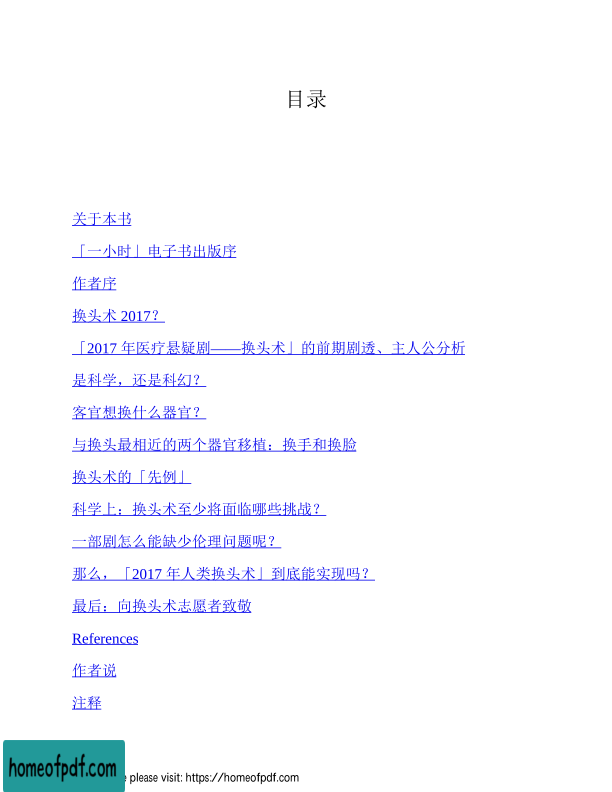 目录
关于本书
「一小时」电子书出版序
作者序
换头术 2017？
「2017 年医疗悬疑剧——换头术」的前期剧透、主人公分析
是科学，还是科幻？
客官想换什么器官？
与换头最相近的两个器官移植：换手和换脸
换头术的「先例」
科学上：换头术至少将面临哪些挑战？
一部剧怎么能缺少伦理问题呢？
那么，「2017 年人类换头术」到底能实现吗？
最后：向换头术志愿者致敬
References
作者说
注释
homeofpdf.com
please visit: https://homeofpdf.com